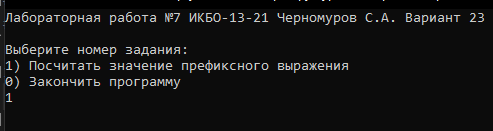 Лабораторная работа №7 ИКБО-13-21 Черномуров С.А. Вариант 23
Выберите номер задания:
1) Посчитать значение префиксного выражения
0) Закончить программу
1